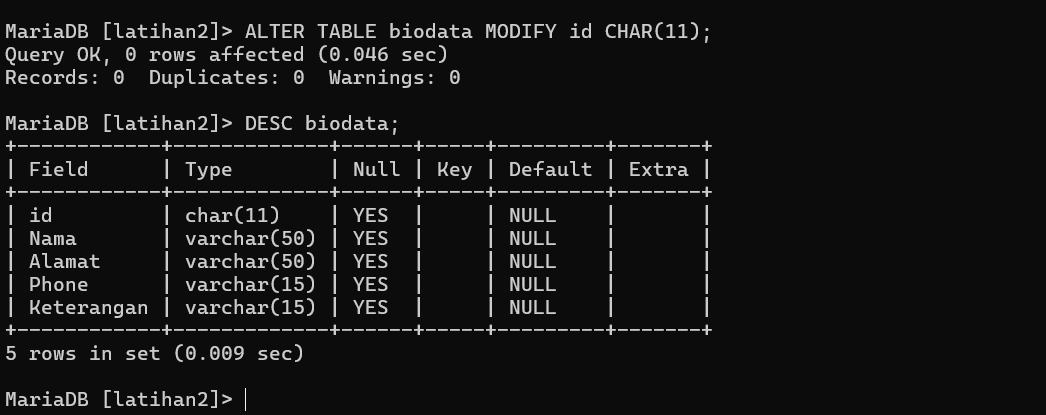 MariaDB [latihan2]> ALTER TABLE biodata MODIFY id CHAR(11);
Query OK, 0 rows affected (0.046 sec)
Records: 0  Duplicates: 0  Warnings: 0

MariaDB [latihan2]> DESC biodata;
+------------+-------------+------+-----+---------+-------+
| Field      | Type        | Null | Key | Default | Extra |
+------------+-------------+------+-----+---------+-------+
| id         | char(11)    | YES  |     | NULL    |       |
| Nama       | varchar(50) | YES  |     | NULL    |       |
| Alamat     | varchar(50) | YES  |     | NULL    |       |
| Phone      | varchar(15) | YES  |     | NULL    |       |
| Keterangan | varchar(15) | YES  |     | NULL    |       |
+------------+-------------+------+-----+---------+-------+
5 rows in set (0.009 sec)

MariaDB [latihan2]>